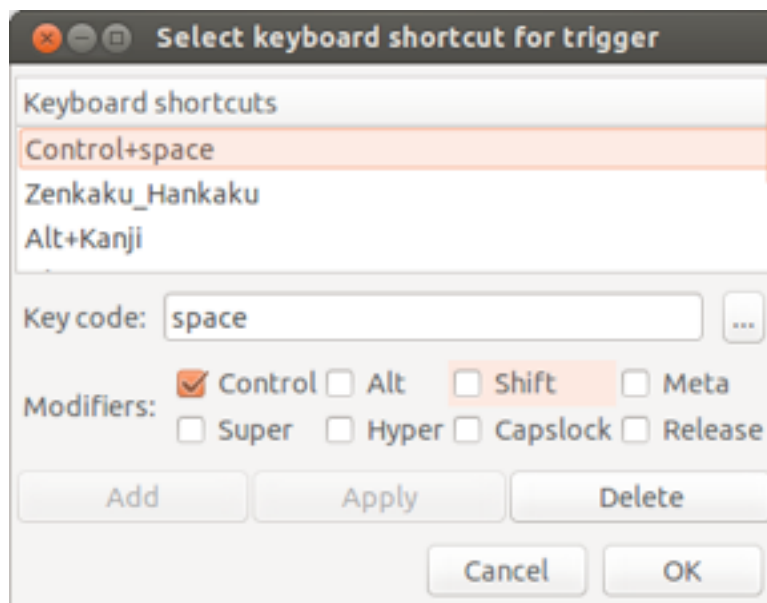 Select keyboard shortcut for trigger
Keyboard shortcuts
Control+space
Zenkaku_Hankaku
Alt+Kanji
Key code: space ...
Modifiers: Control Alt Shift Meta
Super Hyper Capslock Release
Add Apply Delete
Cancel OK